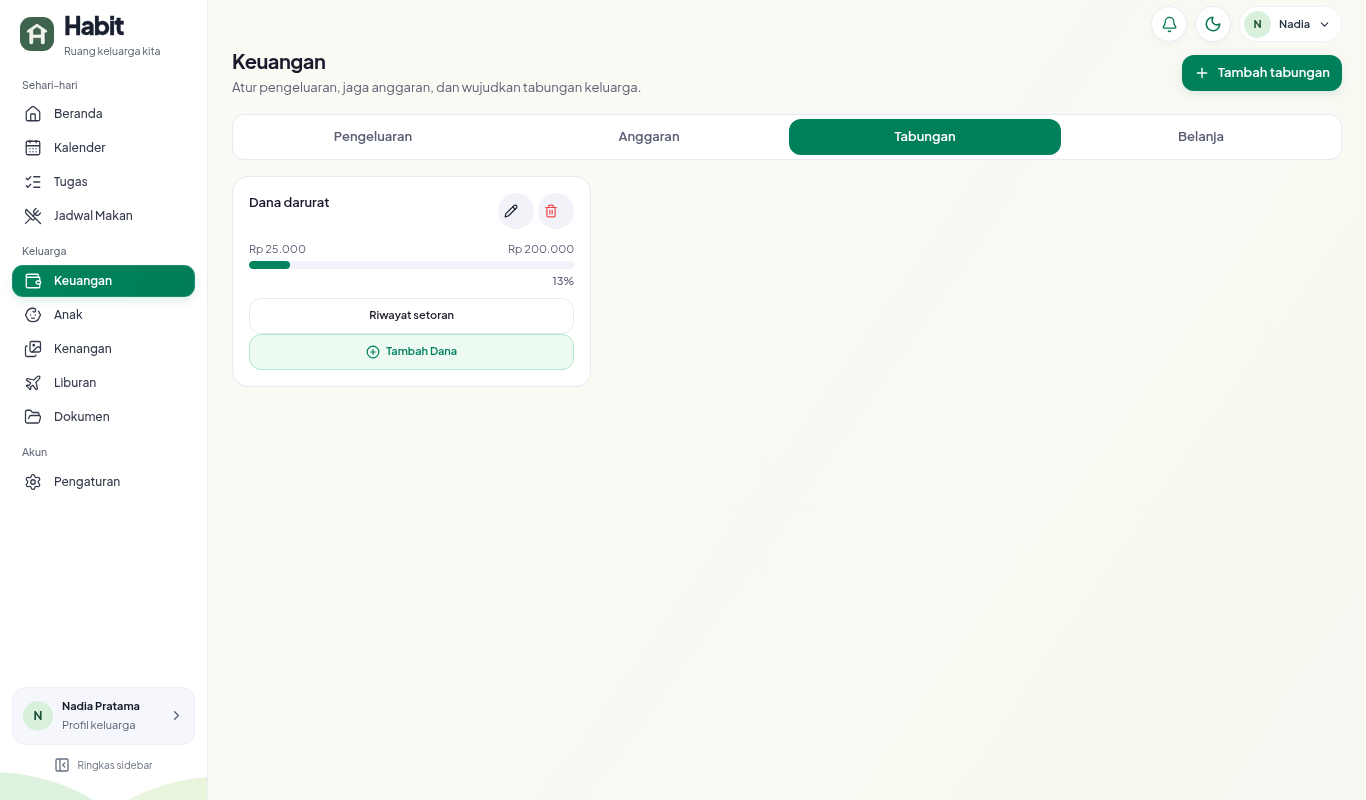 Habit
Ruang keluarga kita
Sehari-hari
Beranda
Kalender
Tugas
Jadwal Makan
Keluarga
Keuangan
Anak
Kenangan
Liburan
Dokumen
Akun
Pengaturan
N
Nadia Pratama
Profil keluarga
Ringkas sidebar
N
Nadia
Keuangan
Atur pengeluaran, jaga anggaran, dan wujudkan tabungan keluarga.
Tambah tabungan
Pengeluaran
Anggaran
Tabungan
Belanja
Dana darurat
Rp 25.000
Rp 200.000
13%
Riwayat setoran
Tambah Dana